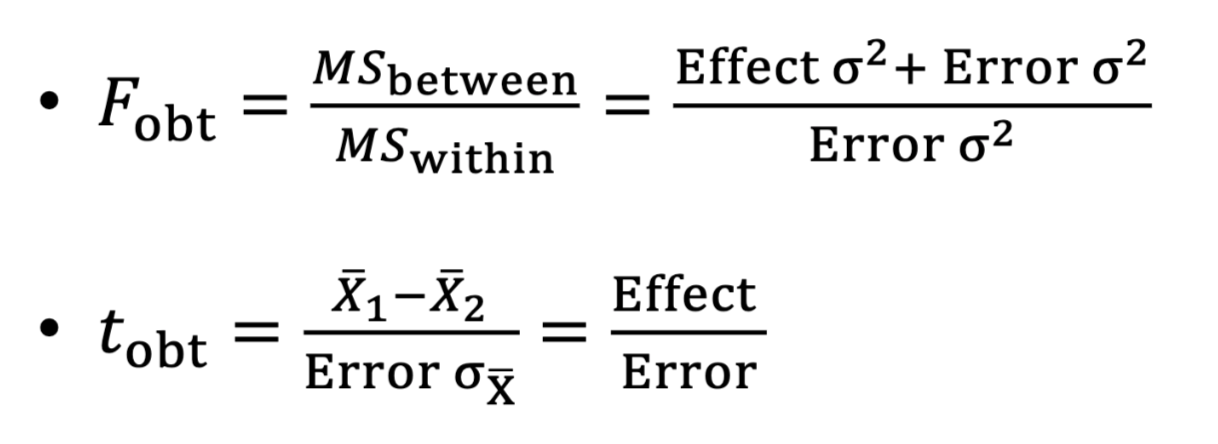 • F_obt = MS_between / MS_within = Effect σ² + Error σ² / Error σ²
• t_obt = X̄₁−X̄₂ / Error σ_X̄ = Effect / Error